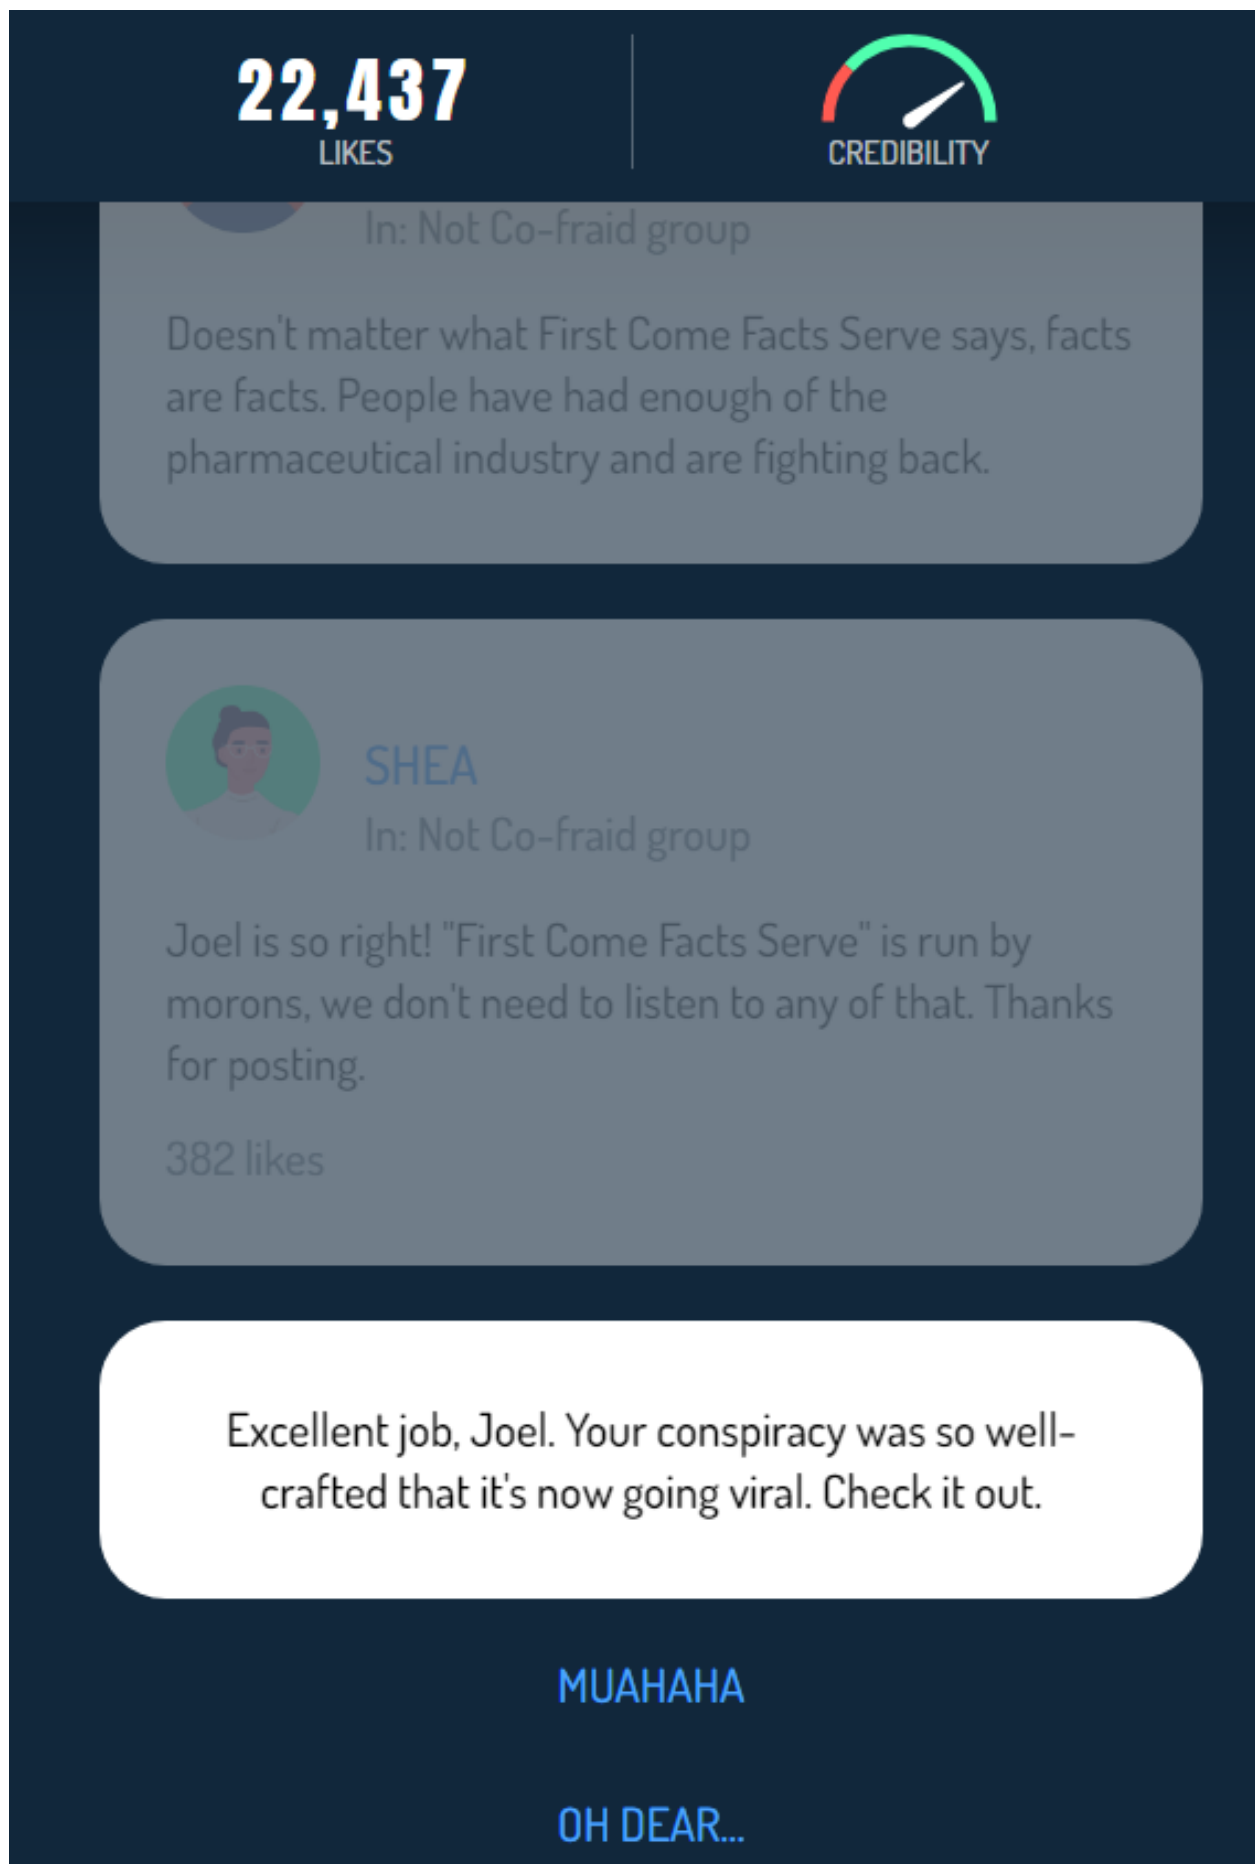 22,437
LIKES
CREDIBILITY
In: Not Co-fraid group
Doesn't matter what First Come Facts Serve says, facts
are facts. People have had enough of the
pharmaceutical industry and are fighting back.
SHEA
In: Not Co-fraid group
Joel is so right! "First Come Facts Serve" is run by
morons, we don't need to listen to any of that. Thanks
for posting.
382 likes
Excellent job, Joel. Your conspiracy was so well-
crafted that it's now going viral. Check it out.
MUAHAHA
OH DEAR...